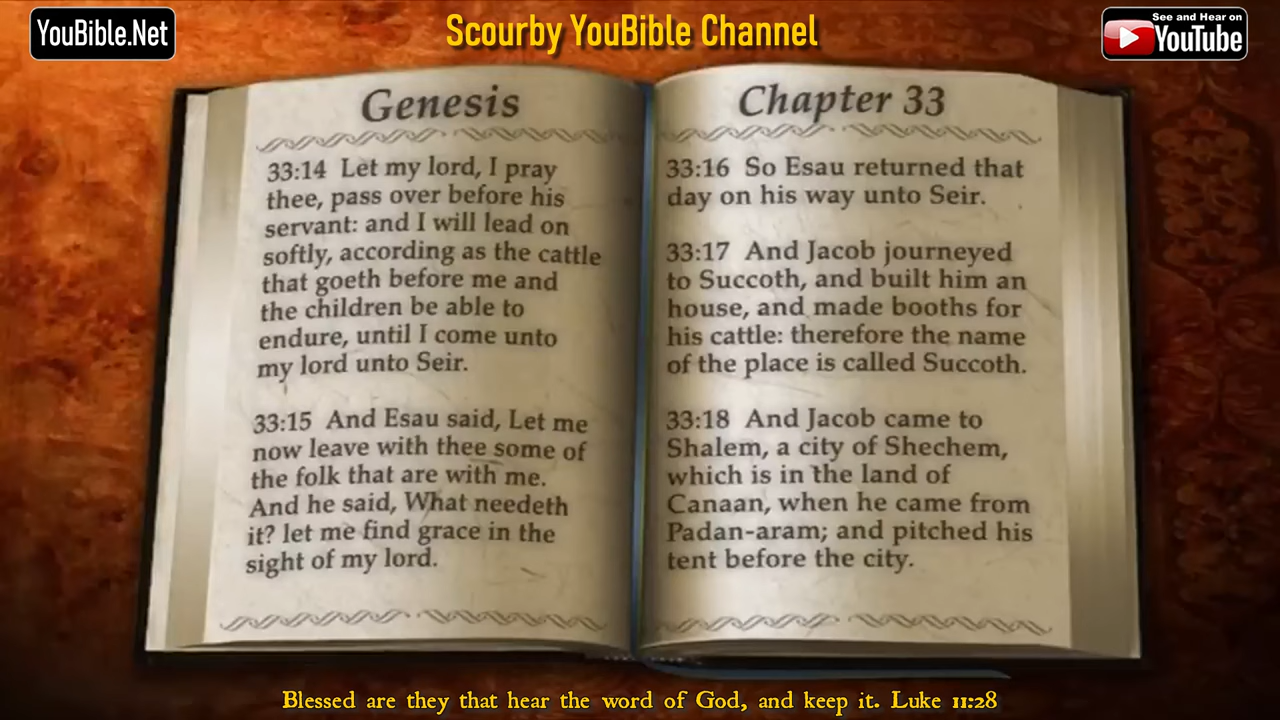 YouBible.Net
Scourby YouBible Channel
See and Hear on
YouTube
Genesis
33:14 Let my lord, I pray
thee, pass over before his
servant: and I will lead on
softly, according as the cattle
that goeth before me and
the children be able to
endure, until I come unto
my lord unto Seir.
33:15 And Esau said, Let me
now leave with thee some of
the folk that are with me.
And he said, What needeth
it? let me find grace in the
sight of my lord.
Chapter 33
33:16 So Esau returned that
day on his way unto Seir.
33:17 And Jacob journeyed
to Succoth, and built him an
house, and made booths for
his cattle: therefore the name
of the place is called Succoth.
33:18 And Jacob came to
Shalem, a city of Shechem,
which is in the land of
Canaan, when he came from
Padan-aram; and pitched his
tent before the city.
Blessed are they that hear the word of God, and keep it. Luke 11:28